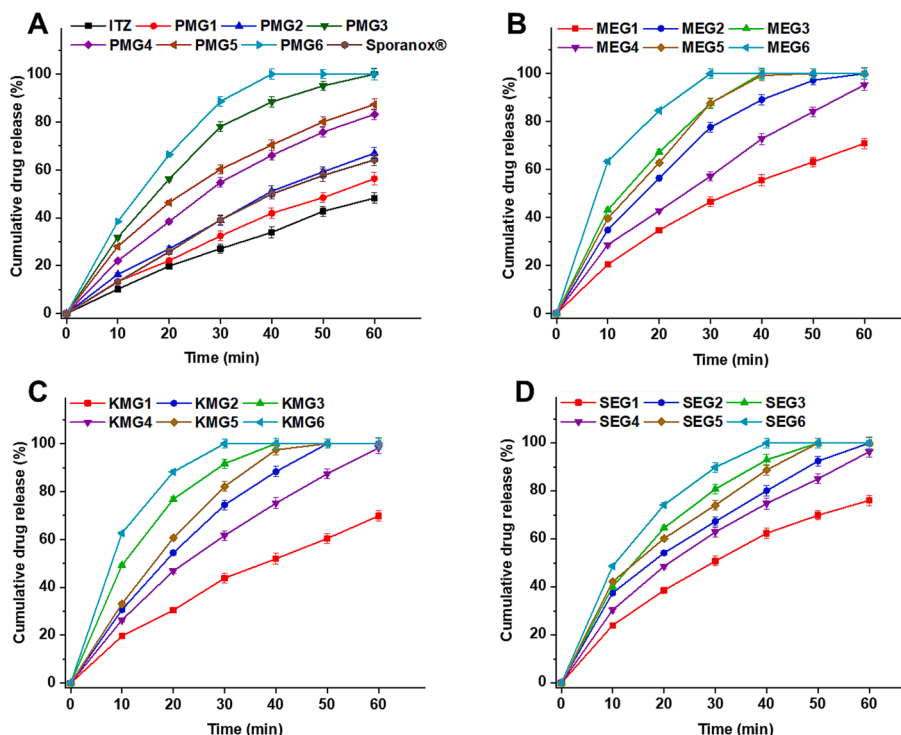 A
ITZ PMG1 PMG2 PMG3
PMG4 PMG5 PMG6 Sporanox®
Cumulative drug release (%)
100
80
60
40
20
0
0 10 20 30 40 50 60
Time (min)
B
MEG1 MEG2 MEG3
MEG4 MEG5 MEG6
Cumulative drug release (%)
100
80
60
40
20
0
0 10 20 30 40 50 60
Time (min)
C
KMG1 KMG2 KMG3
KMG4 KMG5 KMG6
Cumulative drug release (%)
100
80
60
40
20
0
0 10 20 30 40 50 60
Time (min)
D
SEG1 SEG2 SEG3
SEG4 SEG5 SEG6
Cumulative drug release (%)
100
80
60
40
20
0
0 10 20 30 40 50 60
Time (min)